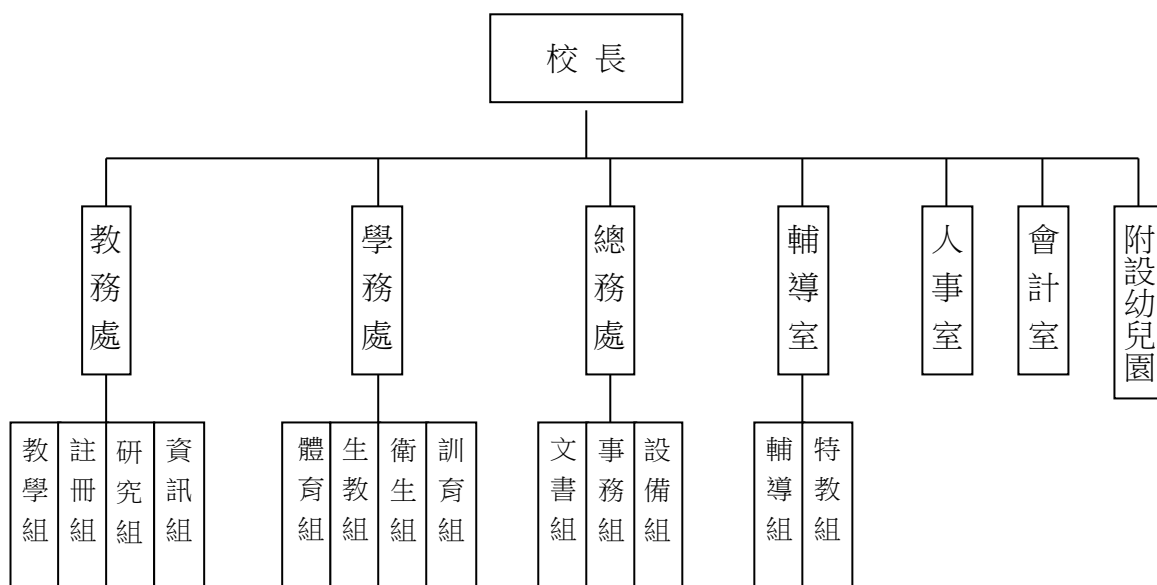 校長
教務處
學務處
總務處
輔導室
人事室
會計室
附設幼兒園
教學組
註冊組
研究組
資訊組
體育組
生教組
衛生組
訓育組
文書組
事務組
設備組
輔導組
特教組